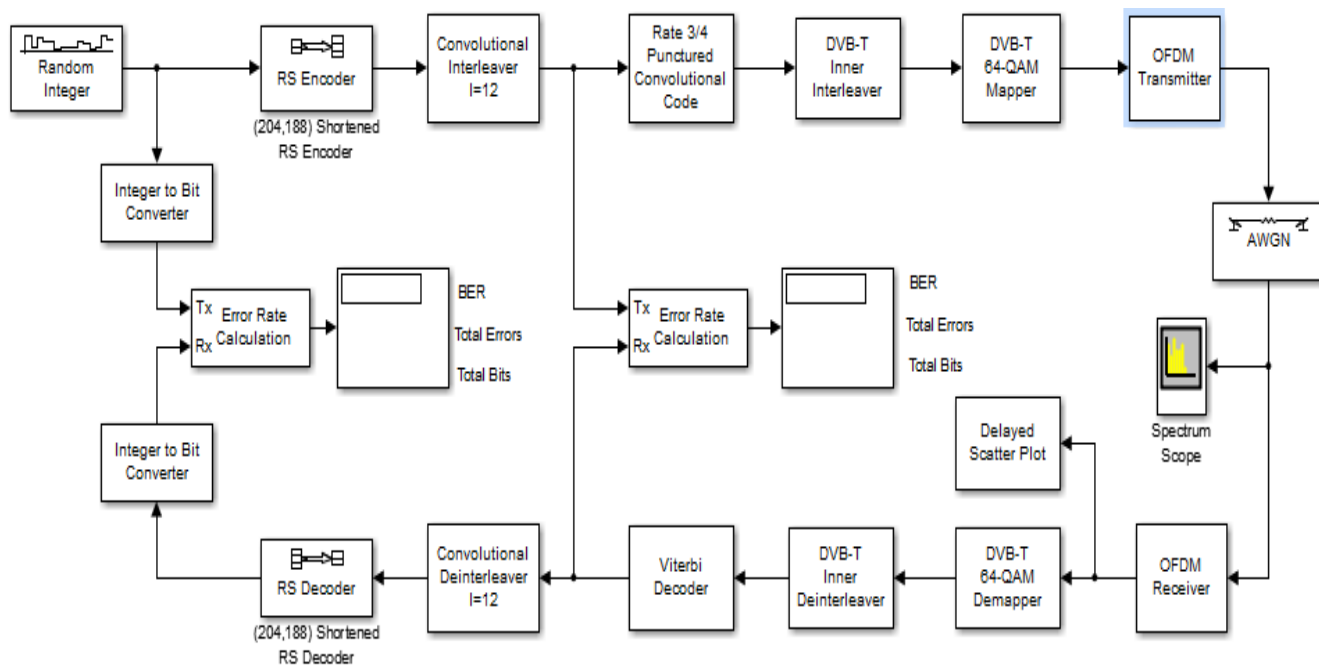 Random
Integer
RS Encoder
(204,188) Shortened
RS Encoder
Convolutional
Interleaver
I=12
Rate 3/4
Punctured
Convolutional
Code
DVB-T
Inner
Interleaver
DVB-T
64-QAM
Mapper
OFDM
Transmitter
Integer to Bit
Converter
AWGN
Tx
Rx
Error Rate
Calculation
BER
Total Errors
Total Bits
Tx
Rx
Error Rate
Calculation
BER
Total Errors
Total Bits
Spectrum
Scope
Delayed
Scatter Plot
Integer to Bit
Converter
RS Decoder
(204,188) Shortened
RS Decoder
Convolutional
Deinterleaver
I=12
Viterbi
Decoder
DVB-T
Inner
Deinterleaver
DVB-T
64-QAM
Demapper
OFDM
Receiver